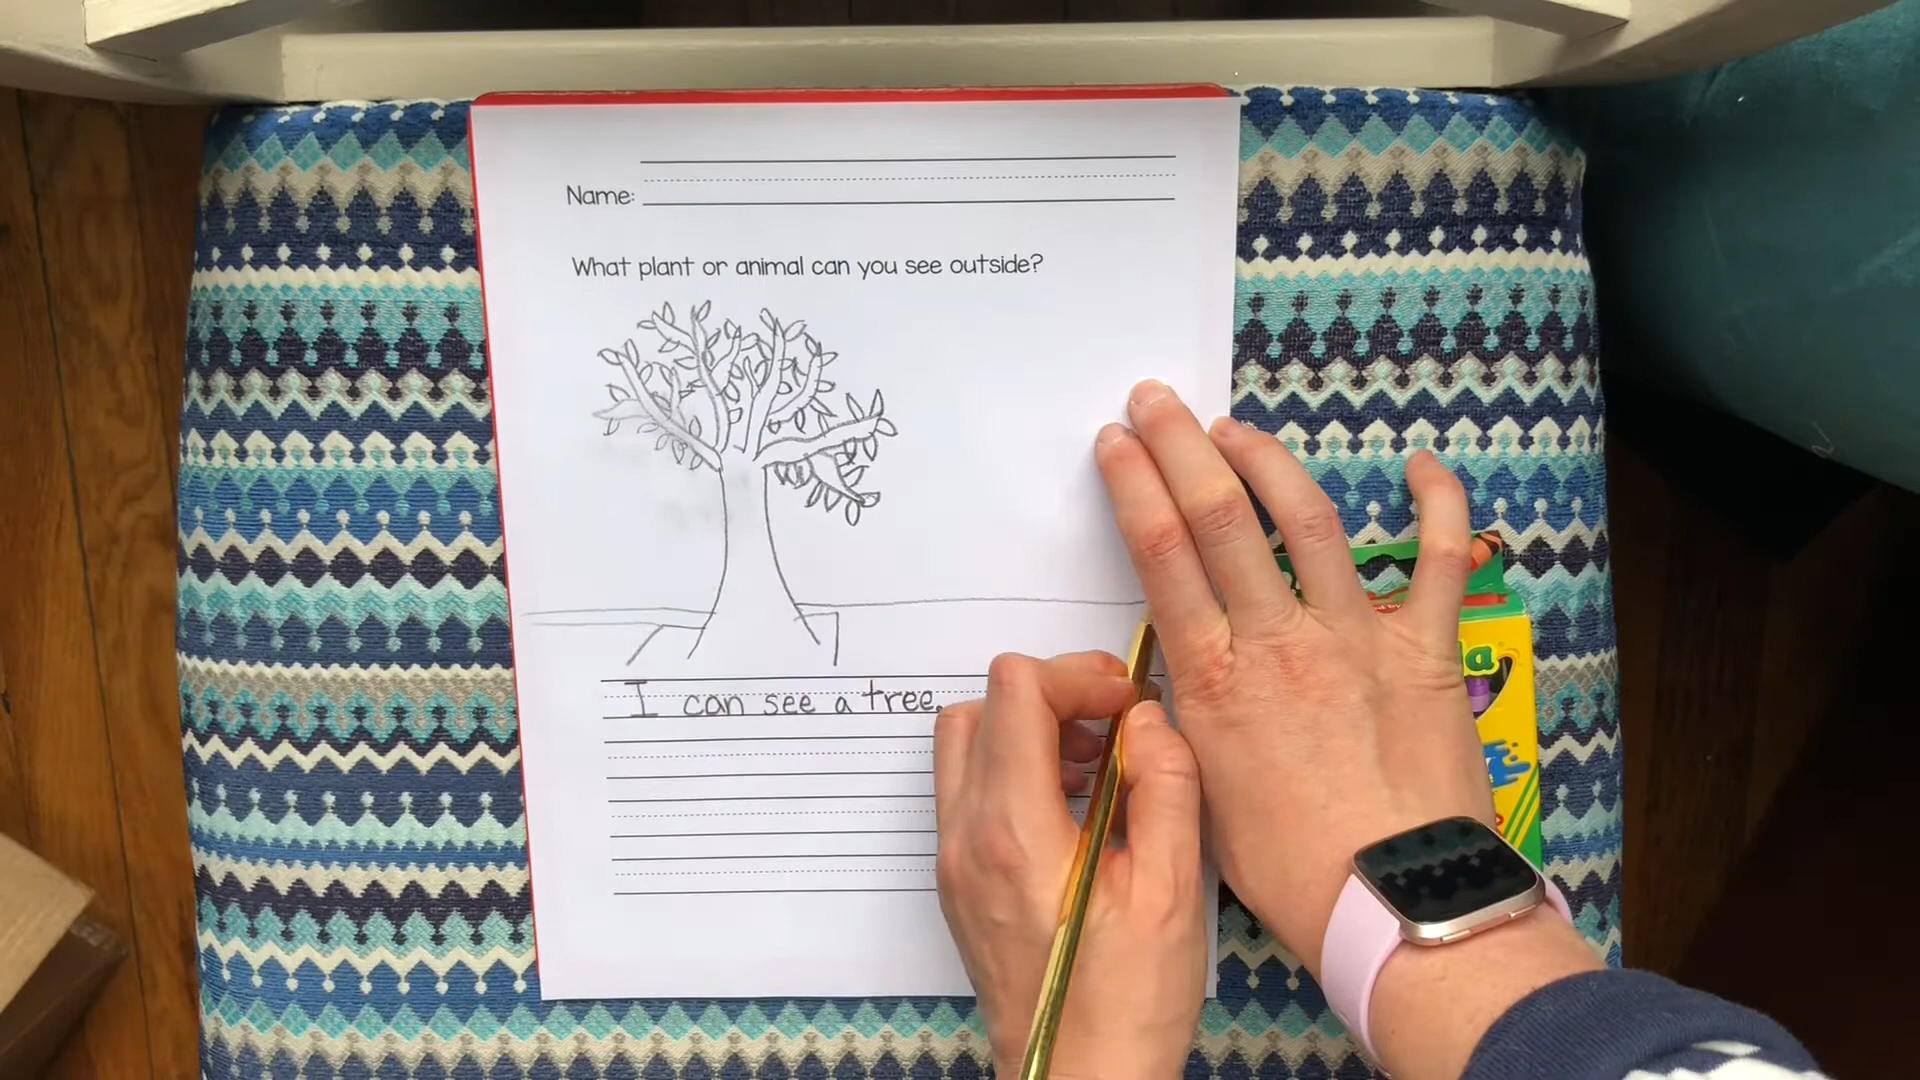 Name:
What plant or animal can you see outside?
I can see a tree.